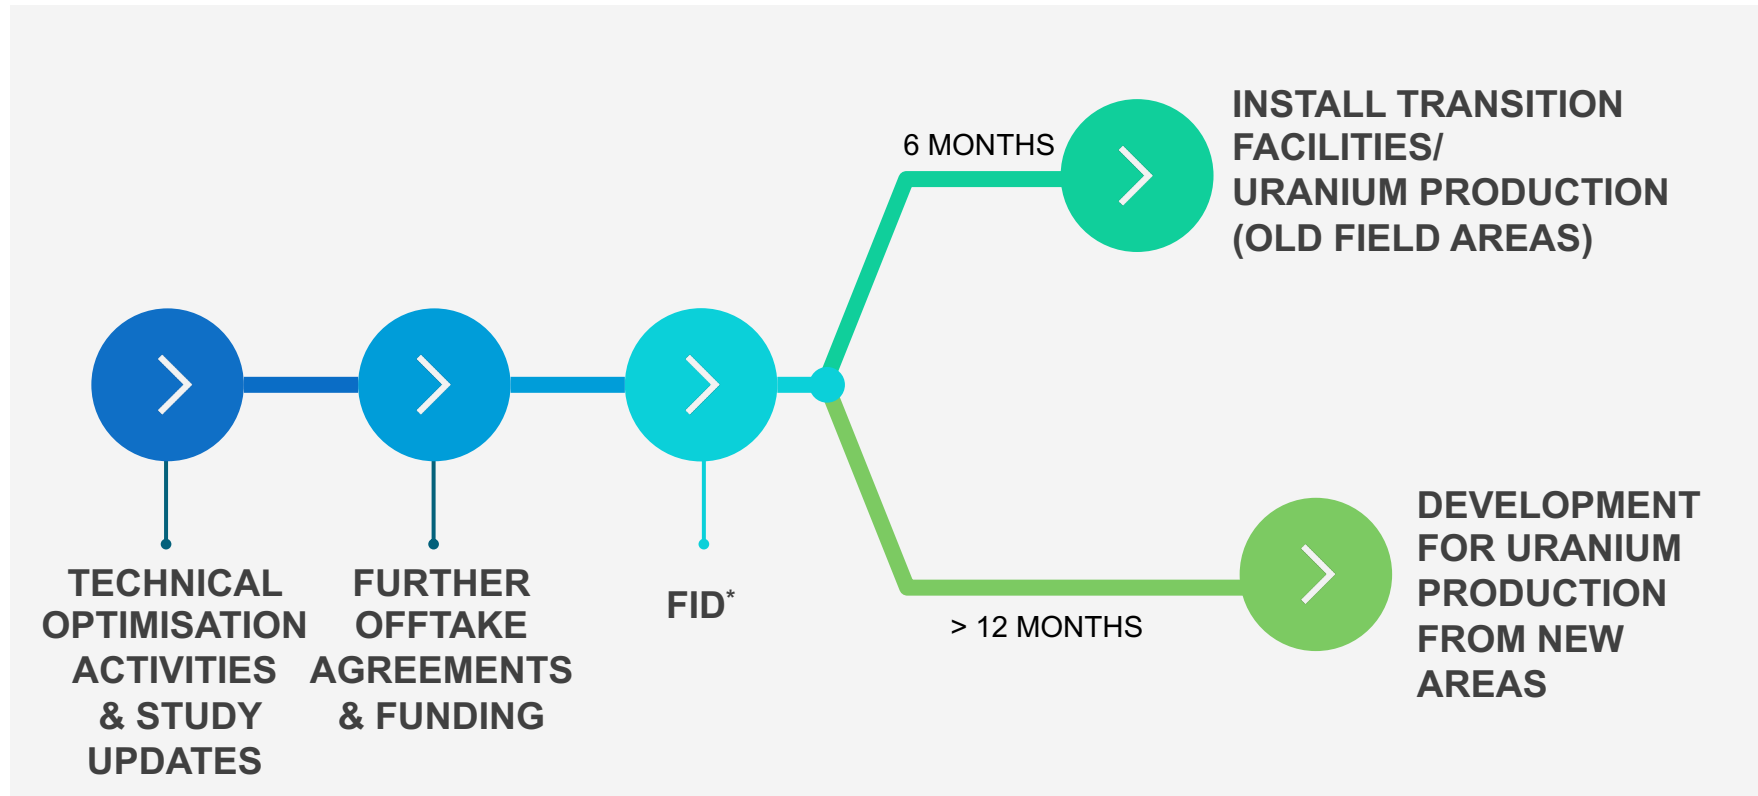 TECHNICAL
OPTIMISATION
ACTIVITIES
& STUDY
UPDATES
FURTHER
OFFTAKE
AGREEMENTS
& FUNDING
FID*
6 MONTHS
INSTALL TRANSITION
FACILITIES/
URANIUM PRODUCTION
(OLD FIELD AREAS)
> 12 MONTHS
DEVELOPMENT
FOR URANIUM
PRODUCTION
FROM NEW
AREAS